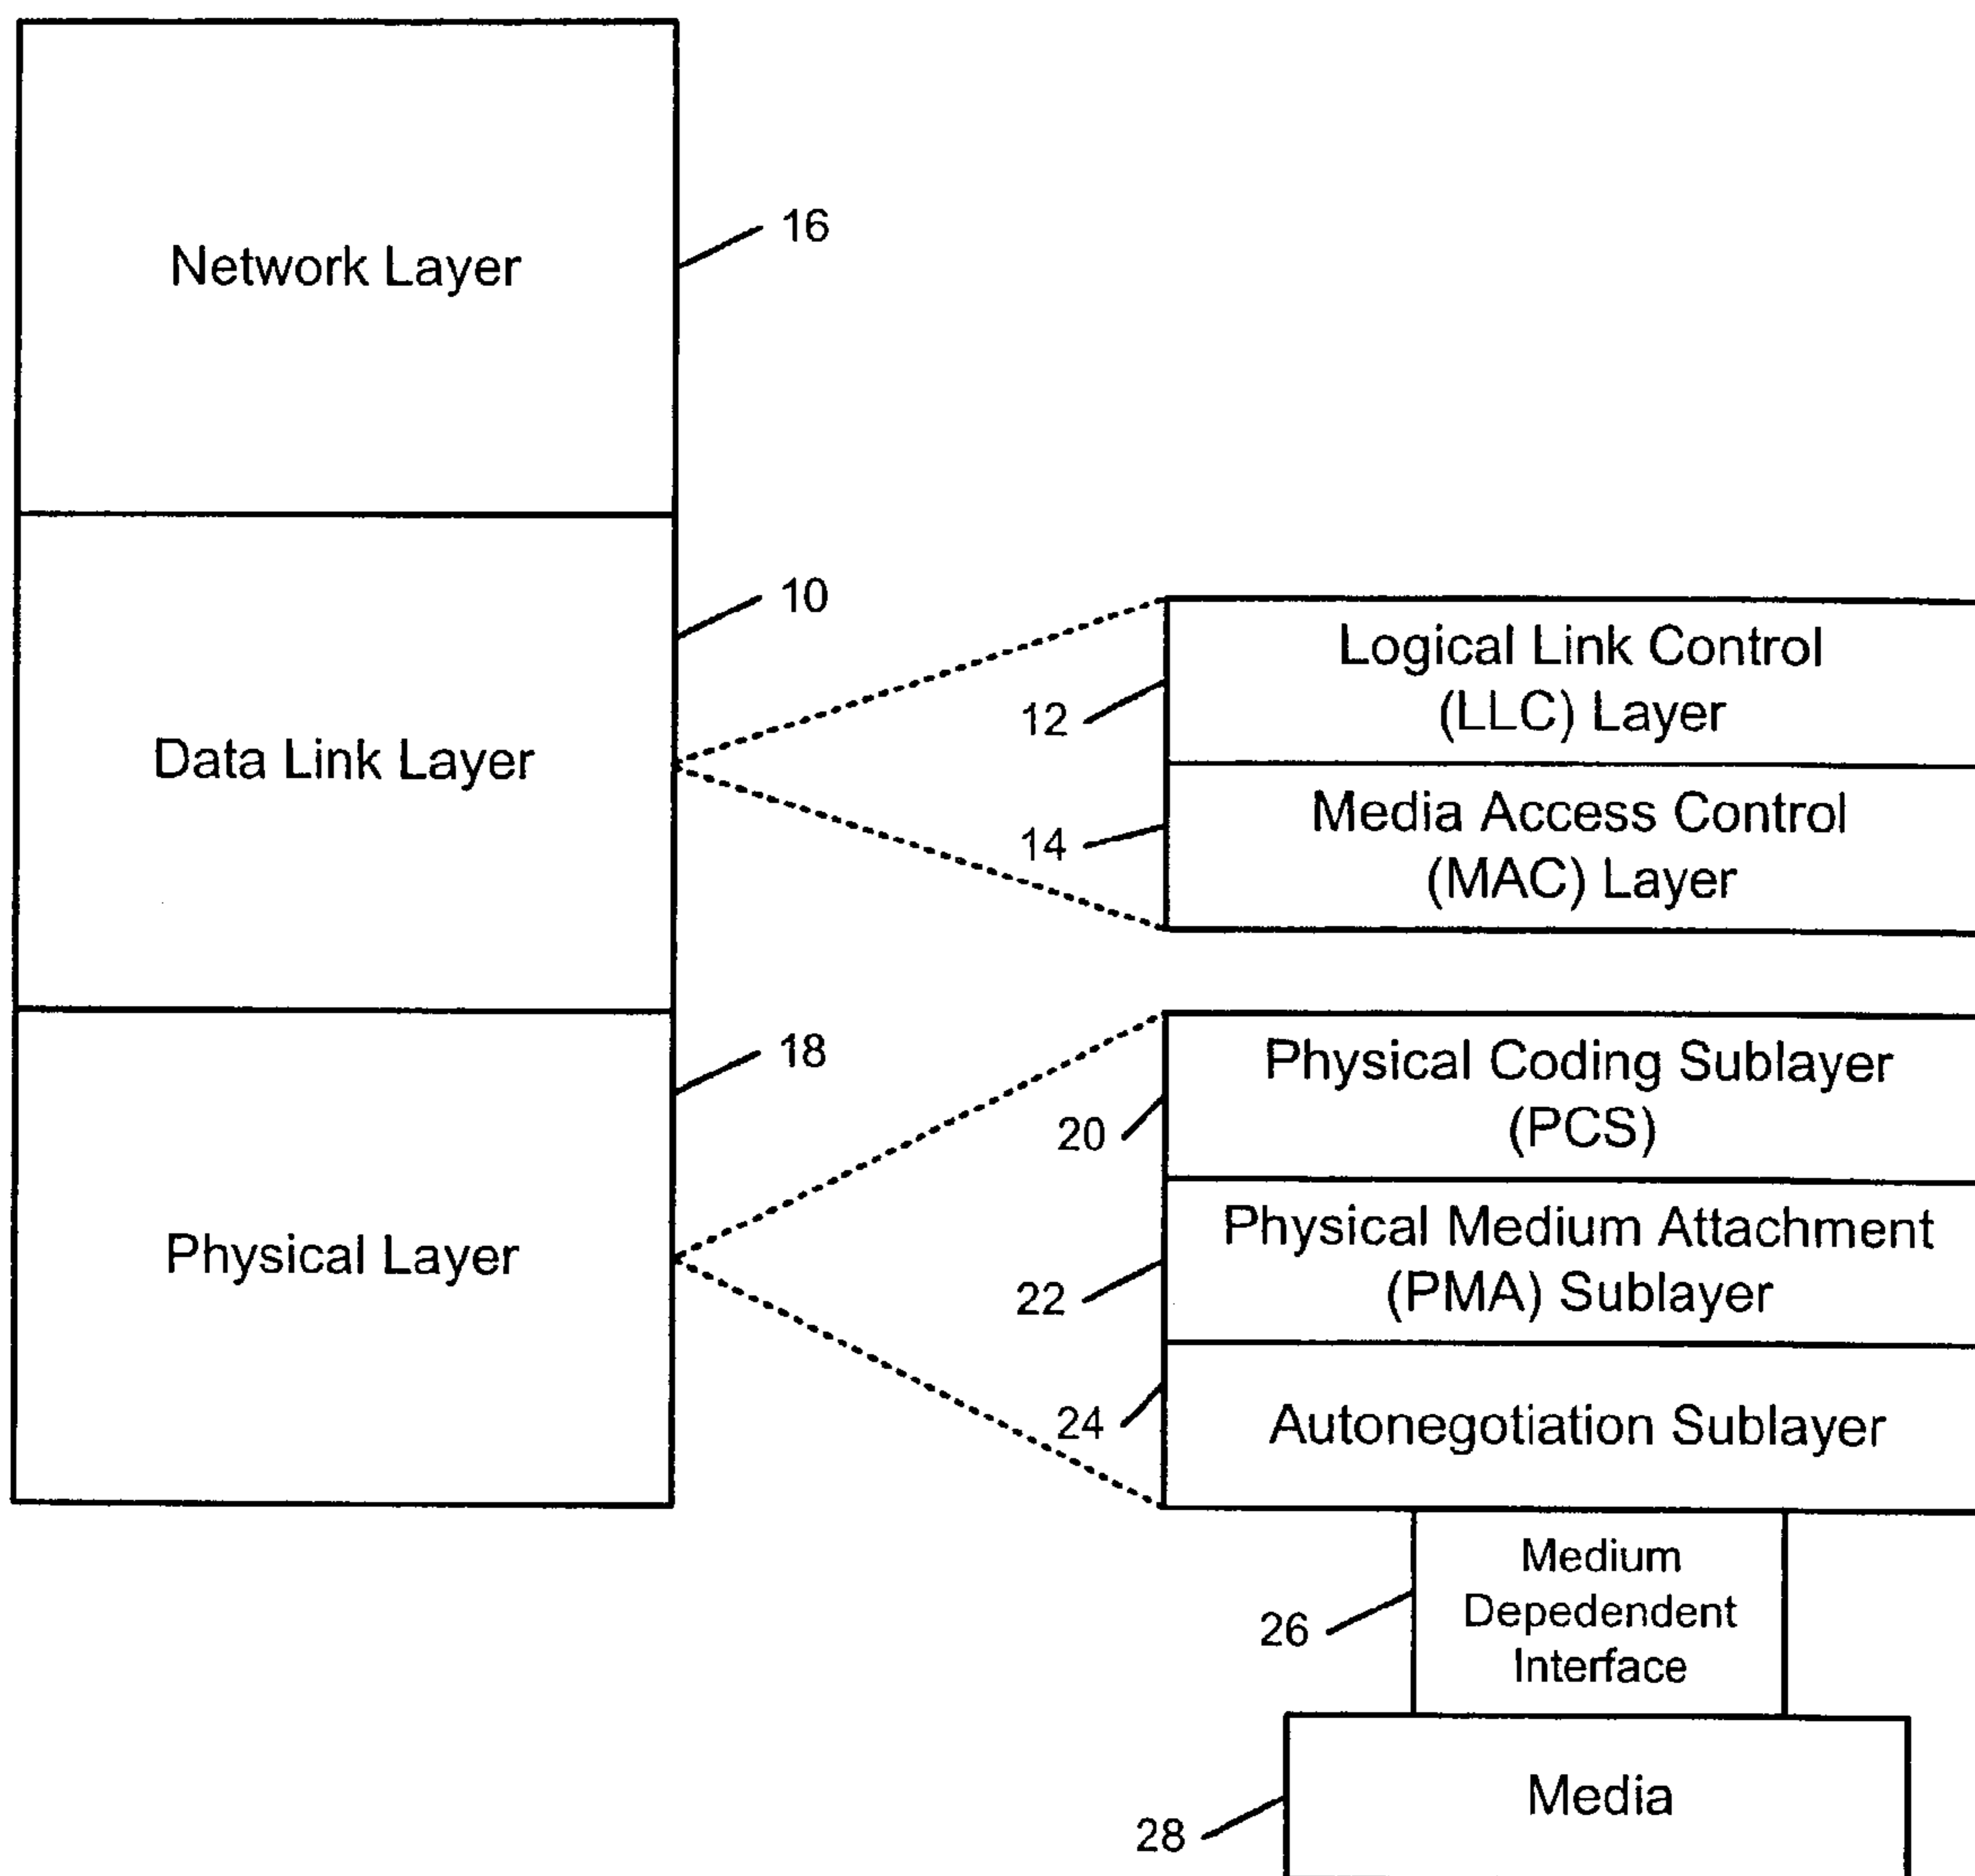 16
Network Layer
10
Data Link Layer
Logical Link Control
(LLC) Layer
12
Media Access Control
(MAC) Layer
14
18
Physical Layer
Physical Coding Sublayer
(PCS)
20
Physical Medium Attachment
(PMA) Sublayer
22
Autonegotiation Sublayer
24
Medium
Depedendent
Interface
26
Media
28